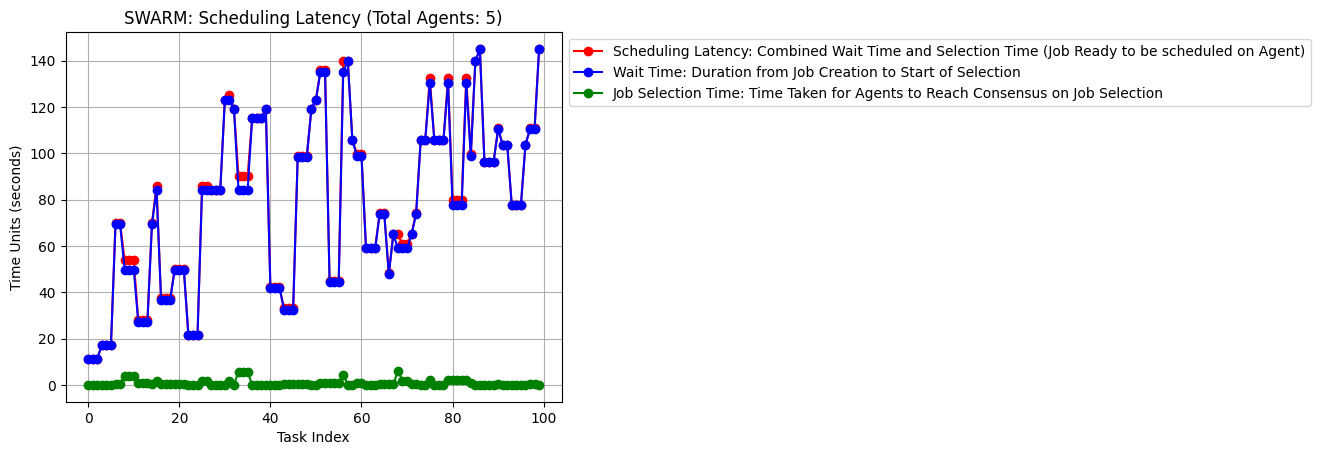 SWARM: Scheduling Latency (Total Agents: 5)
Scheduling Latency: Combined Wait Time and Selection Time (Job Ready to be scheduled on Agent)
Wait Time: Duration from Job Creation to Start of Selection
Job Selection Time: Time Taken for Agents to Reach Consensus on Job Selection
Time Units (seconds)
140
120
100
80
60
40
20
0
0 20 40 60 80 100
Task Index